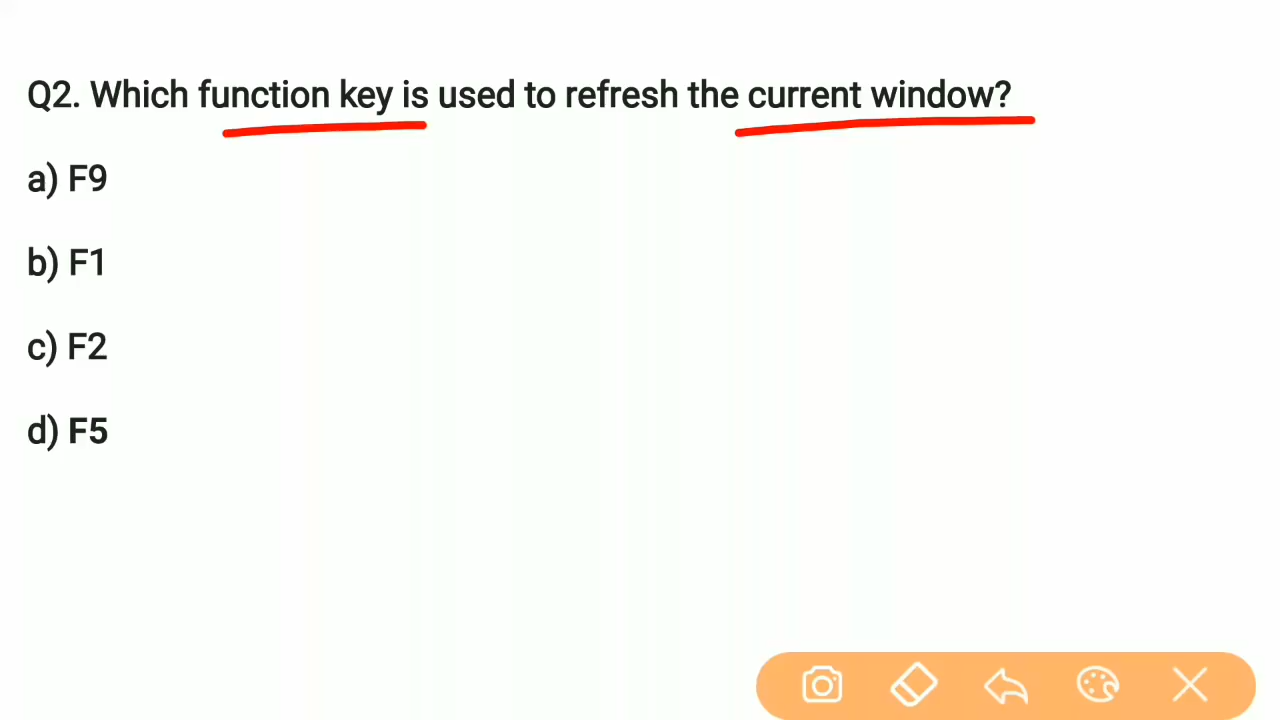 Q2. Which function key is used to refresh the current window?
a) F9
b) F1
c) F2
d) F5